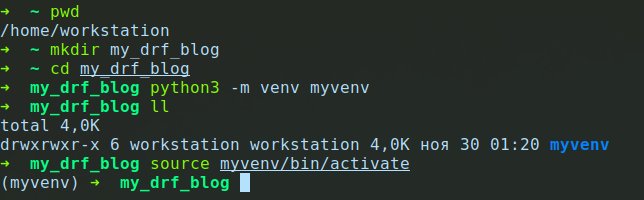 ➜  ~ pwd
/home/workstation
➜  ~ mkdir my_drf_blog
➜  ~ cd my_drf_blog
➜  my_drf_blog python3 -m venv myvenv
➜  my_drf_blog ll
total 4,0K
drwxrwxr-x 6 workstation workstation 4,0K ноя 30 01:20 myvenv
➜  my_drf_blog source myvenv/bin/activate
(myvenv) ➜  my_drf_blog